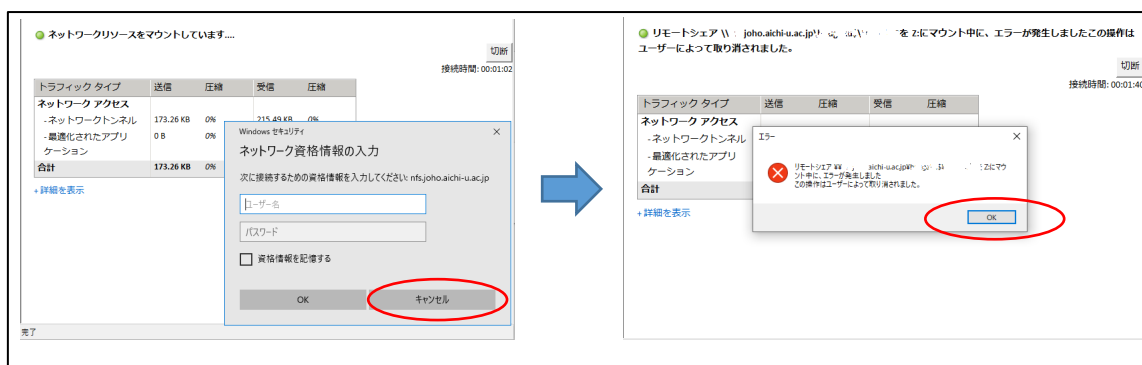 ネットワークリソースをマウントしています....
切断
接続時間: 00:01:02
トラフィック タイプ 送信 圧縮 受信 圧縮
ネットワーク アクセス
-ネットワークトンネル 173.26 KB 0% 215.49 KB 0%
-最適化されたアプリケーション 0 B 0%
合計 173.26 KB 0%
+詳細を表示
完了
Windows セキュリティ
ネットワーク資格情報の入力
次に接続するための資格情報を入力してください: nfs.joho.aichi-u.ac.jp
ユーザー名
パスワード
資格情報を記憶する
OK キャンセル
リモートシェア \\ joho.aichi-u.ac.jp\ を Z:にマウント中に、エラーが発生しましたこの操作は
ユーザーによって取り消されました。
切断
接続時間: 00:01:40
トラフィック タイプ 送信 圧縮 受信 圧縮
ネットワーク アクセス
-ネットワークトンネル
-最適化されたアプリ
ケーション
合計
+詳細を表示
エラー
リモートシェア ¥¥ aichi-u.ac.jp¥ Z:にマウ
ント中に、エラーが発生しました
この操作はユーザーによって取り消されました。
OK